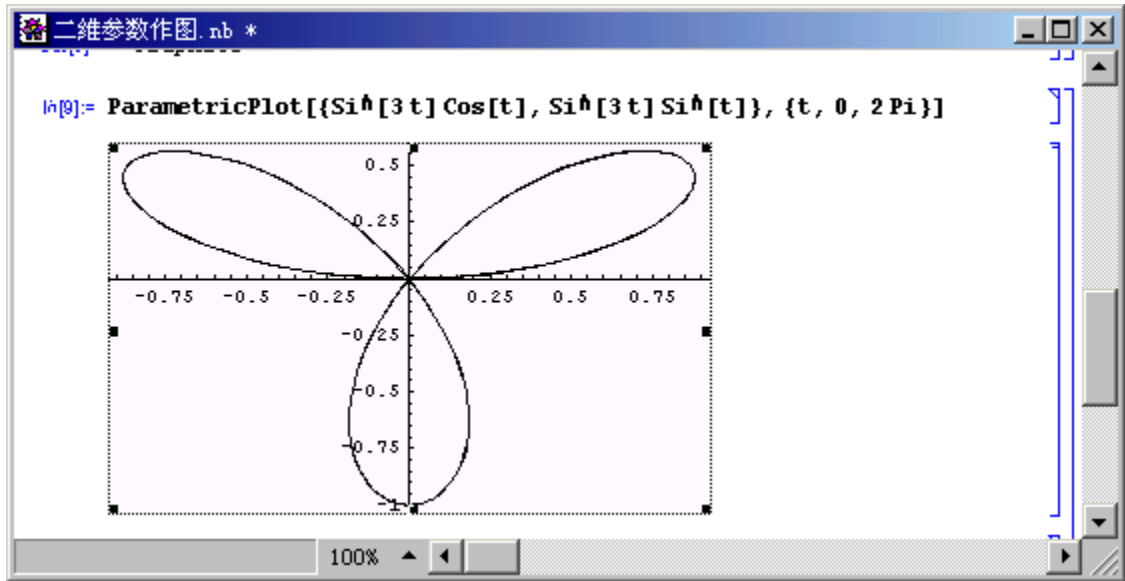 二维参数作图.nb *
In[9]:= ParametricPlot[{Sin[3 t] Cos[t], Sin[3 t] Sin[t]}, {t, 0, 2 Pi}]
0.5
0.25
-0.75 -0.5 -0.25 0.25 0.5 0.75
-0.25
-0.5
-0.75
-1
100%